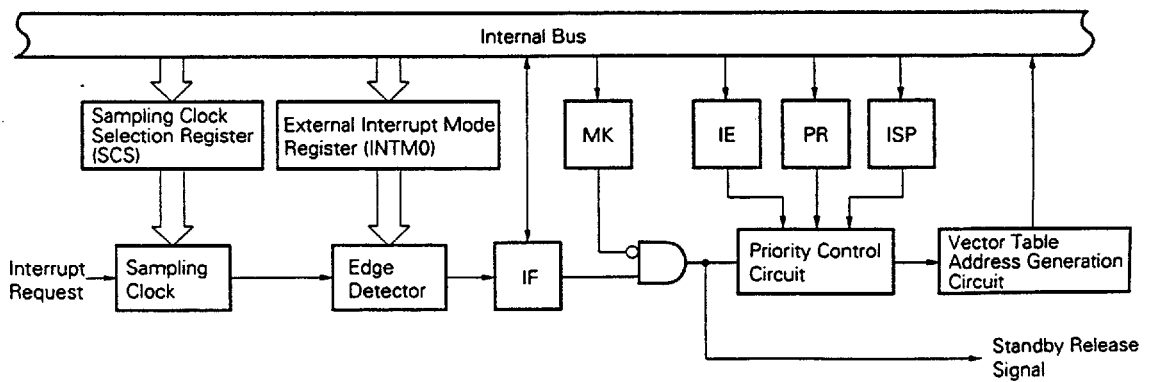 Internal Bus
Sampling Clock
Selection Register
(SCS)
External Interrupt Mode
Register (INTM0)
MK
IE
PR
ISP
Interrupt
Request
Sampling
Clock
Edge
Detector
IF
Priority Control
Circuit
Vector Table
Address Generation
Circuit
Standby Release
Signal